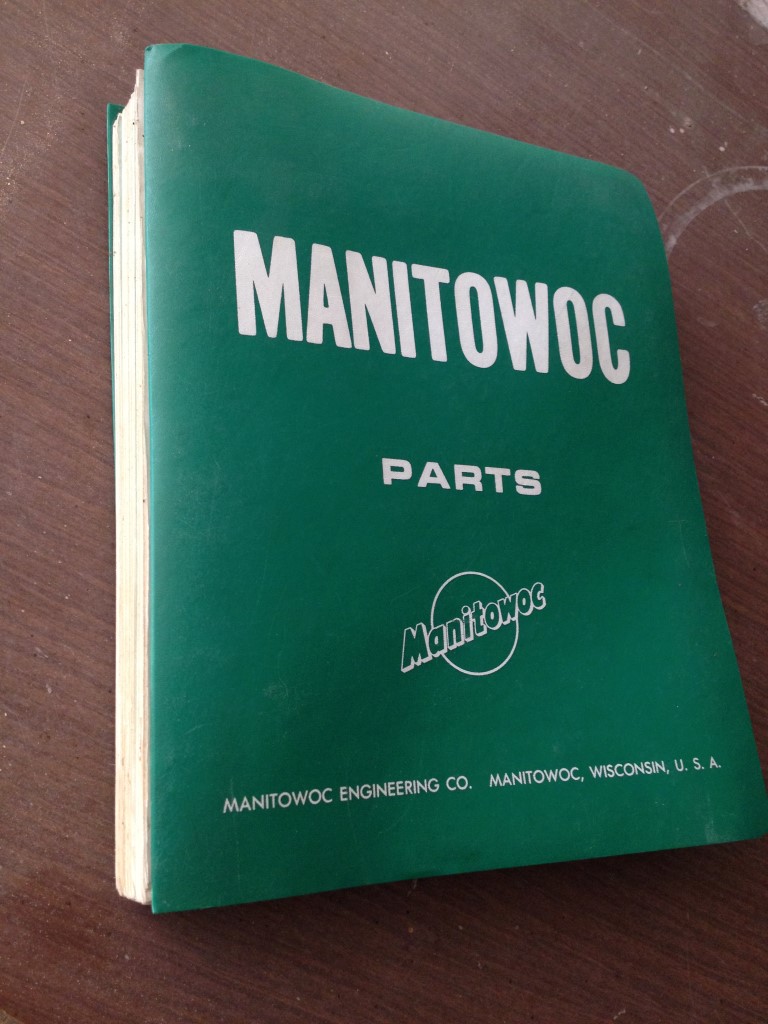 MANITOWOC
PARTS
Manitowoc
MANITOWOC ENGINEERING CO. MANITOWOC, WISCONSIN, U. S. A.